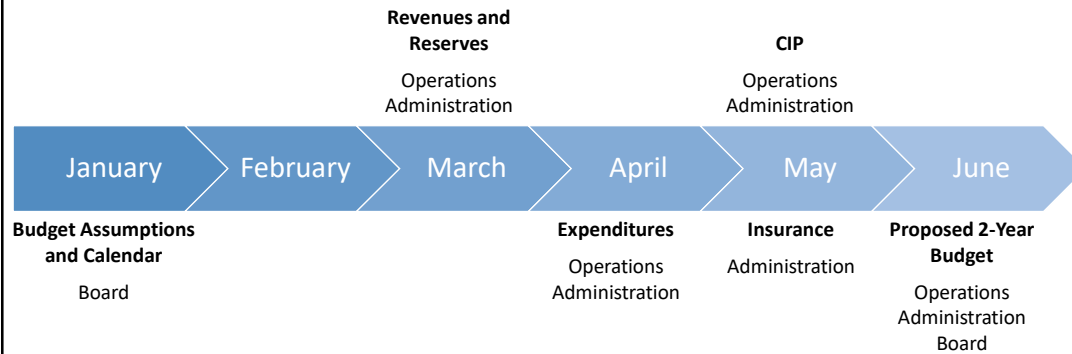 Revenues and
Reserves
Operations
Administration
CIP
Operations
Administration
January
February
March
April
May
June
Budget Assumptions
and Calendar
Board
Expenditures
Operations
Administration
Insurance
Administration
Proposed 2-Year
Budget
Operations
Administration
Board